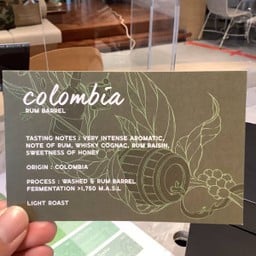 colombia
RUM BARREL
TASTING NOTES : VERY INTENSE AROMATIC,
NOTE OF RUM, WHISKY COGNAC, RUM RAISIN,
SWEETNESS OF HONEY
ORIGIN : COLOMBIA
PROCESS : WASHED & RUM BARREL
FERMENTATION >1,750 M.A.S.L.
LIGHT ROAST